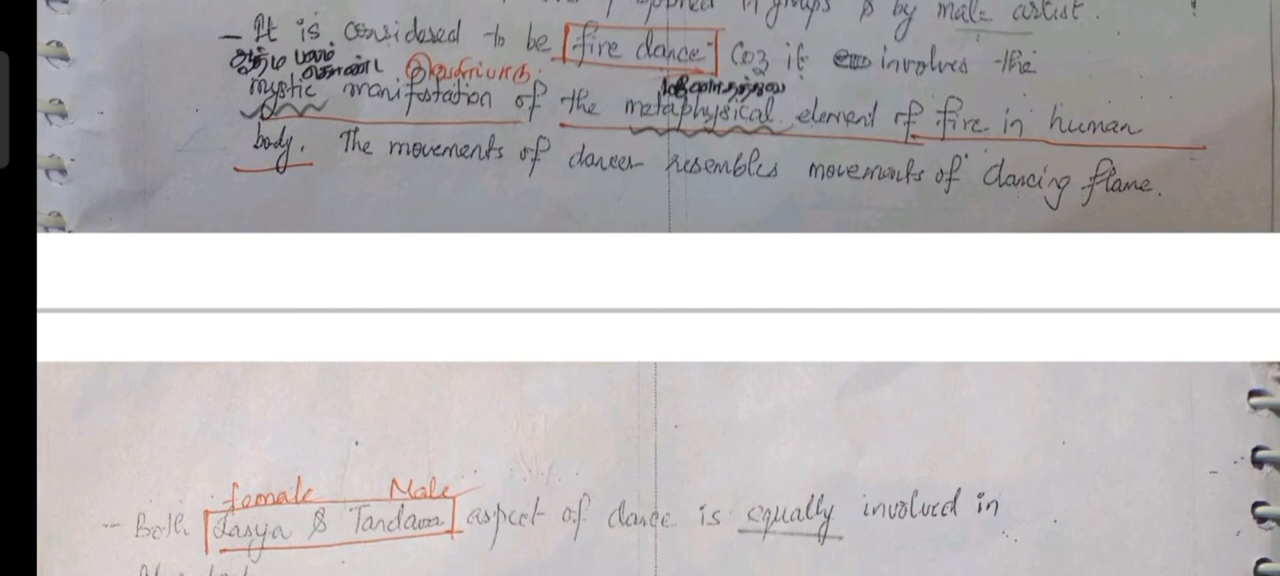 in groups & by male artist.
- It is considered to be "fire dance" Coz it involves the
mystic manifestation of the metaphysical element of fire in human
body. The movements of dancer resembles movements of dancing flame.
female Male
- Both Lasya & Tandava aspect of dance is equally involved in